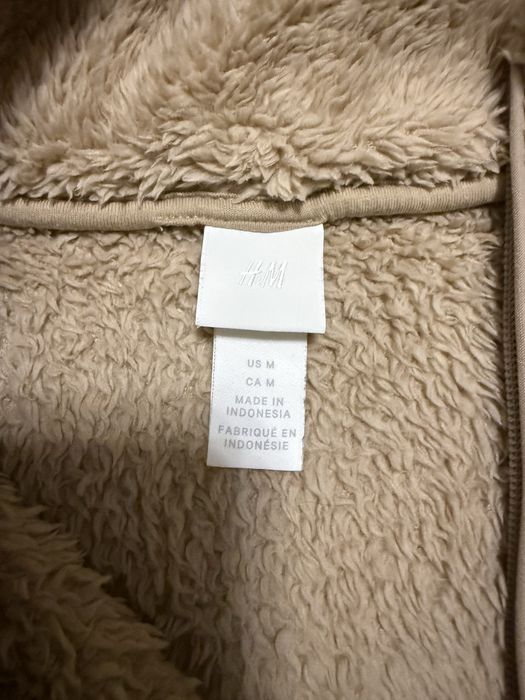 H&M
US M
CA M
MADE IN
INDONESIA
FABRIQUÉ EN
INDONÉSIE